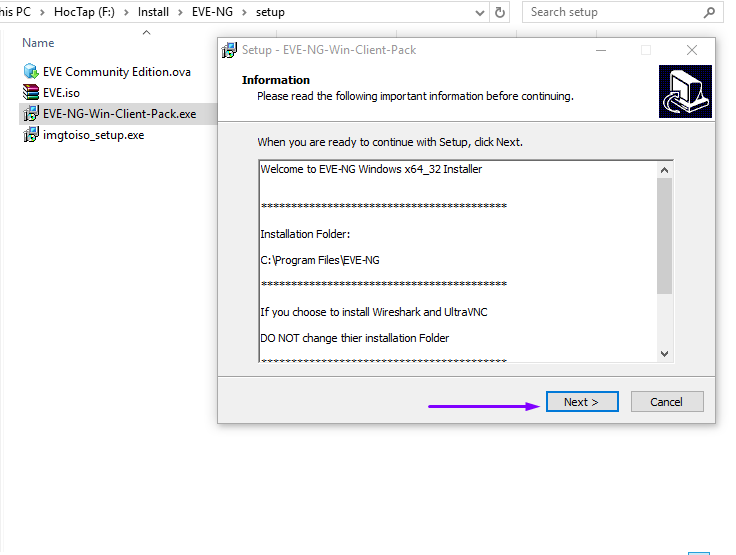 his PC > HocTap (F:) > Install > EVE-NG > setup
Search setup
Name
EVE Community Edition.ova
EVE.iso
EVE-NG-Win-Client-Pack.exe
imgtoiso_setup.exe
Setup - EVE-NG-Win-Client-Pack
Information
Please read the following important information before continuing.
When you are ready to continue with Setup, click Next.
Welcome to EVE-NG Windows x64_32 Installer
*****************************************
Installation Folder:
C:\Program Files\EVE-NG
*****************************************
If you choose to install Wireshark and UltraVNC
DO NOT change thier installation Folder
*****************************************
Next >
Cancel